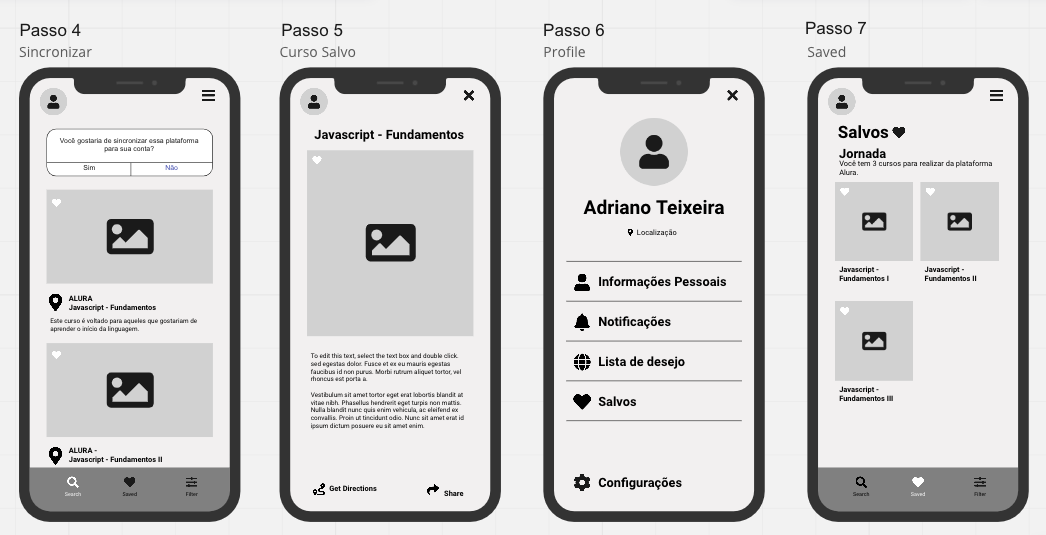 Passo 4
Sincronizar
Você gostaria de sincronizar essa plataforma
para sua conta?
Sim
Não
ALURA
Javascript - Fundamentos
Este curso é voltado para aqueles que gostariam de
aprender o início da linguagem.
ALURA -
Javascript - Fundamentos II
Search
Saved
Filter
Passo 5
Curso Salvo
Javascript - Fundamentos
To edit this text, select the text box and double click.
sed egestas dolor. Fusce et ex eu mauris egestas
faucibus id non purus. Morbi rutrum aliquet tortor, vel
rhoncus est porta a.
Vestibulum sit amet tortor eget erat lobortis blandit at
vitae nibh. Phasellus hendrerit eget turpis non mattis.
Nulla blandit nunc quis enim vehicula, ac eleifend ex
convallis. Proin ut tincidunt odio. Nunc sit amet erat id
ipsum dictum posuere eu sit amet enim.
Get Directions
Share
Passo 6
Profile
Adriano Teixeira
Localização
Informações Pessoais
Notificações
Lista de desejo
Salvos
Configurações
Passo 7
Saved
Salvos
Jornada
Você tem 3 cursos para realizar da plataforma
Alura.
Javascript -
Fundamentos I
Javascript -
Fundamentos II
Javascript -
Fundamentos III
Search
Saved
Filter